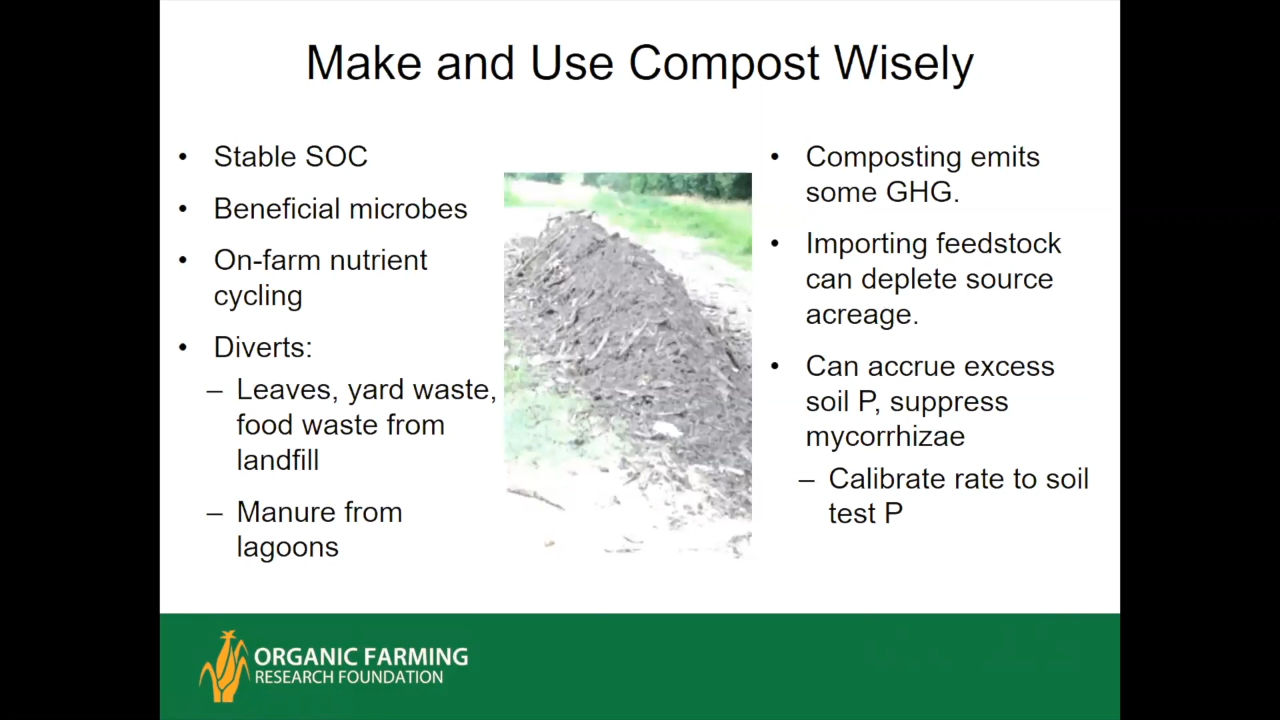 Make and Use Compost Wisely
• Stable SOC
• Beneficial microbes
• On-farm nutrient
cycling
• Diverts:
– Leaves, yard waste,
food waste from
landfill
– Manure from
lagoons
• Composting emits
some GHG.
• Importing feedstock
can deplete source
acreage.
• Can accrue excess
soil P, suppress
mycorrhizae
– Calibrate rate to soil
test P
ORGANIC FARMING
RESEARCH FOUNDATION